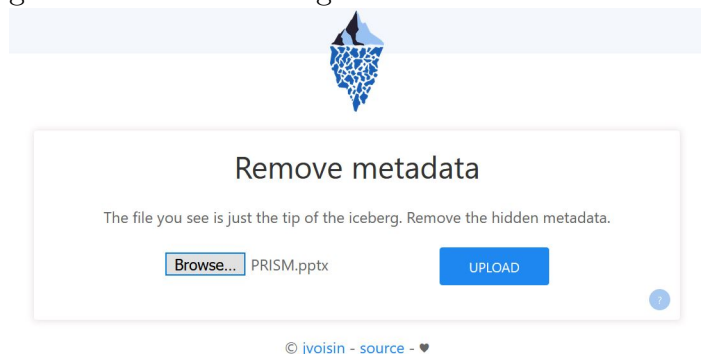 Remove metadata
The file you see is just the tip of the iceberg. Remove the hidden metadata.
Browse... PRISM.pptx UPLOAD
?
© jvoisin - source - ♥